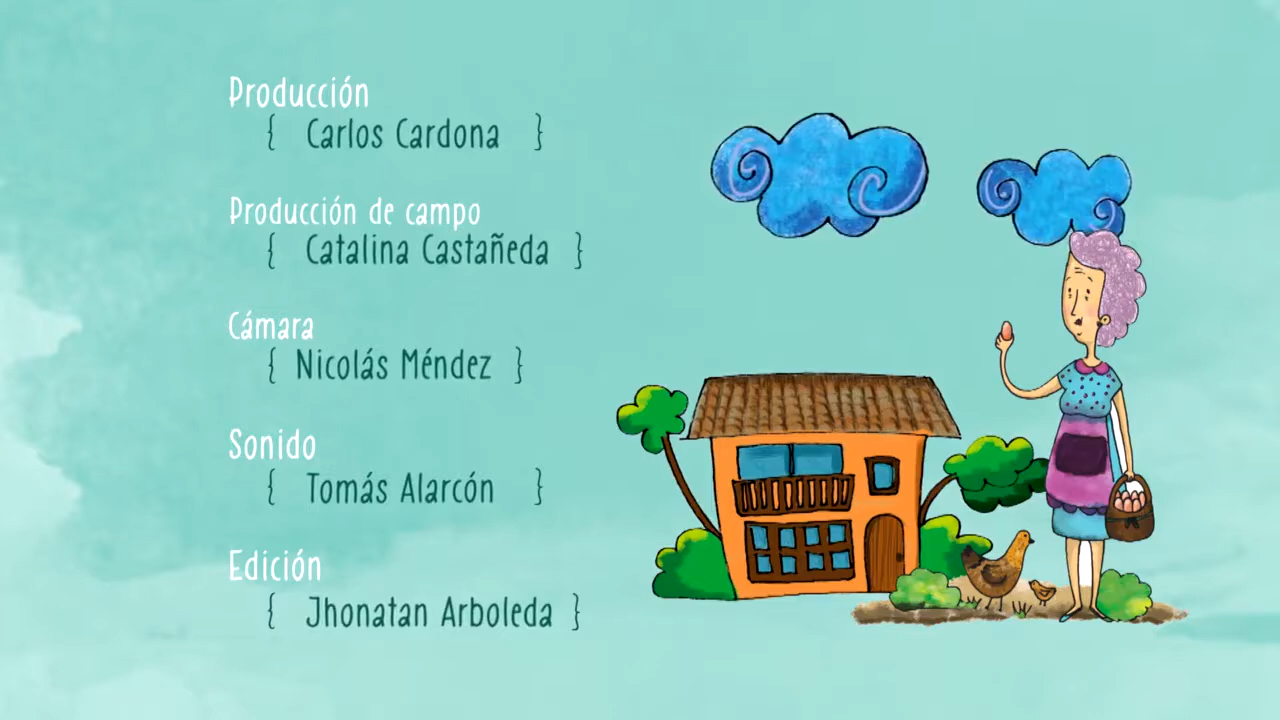 Producción
{ Carlos Cardona }
Producción de campo
{ Catalina Castañeda }
Cámara
{ Nicolás Méndez }
Sonido
{ Tomás Alarcón }
Edición
{ Jhonatan Arboleda }